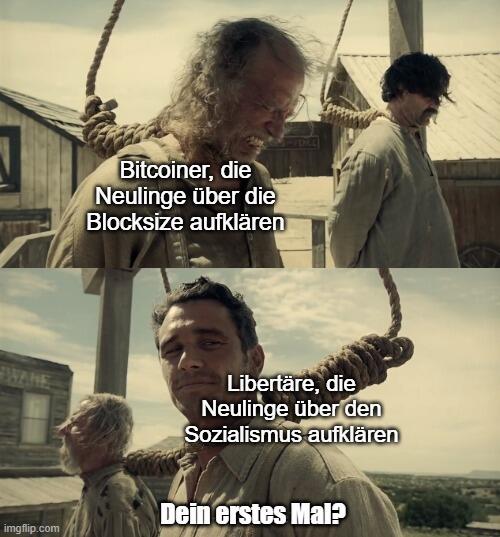 Bitcoiner, die
Neulinge über die
Blocksize aufklären
Libertäre, die
Neulinge über den
Sozialismus aufklären
Dein erstes Mal?
imgflip.com